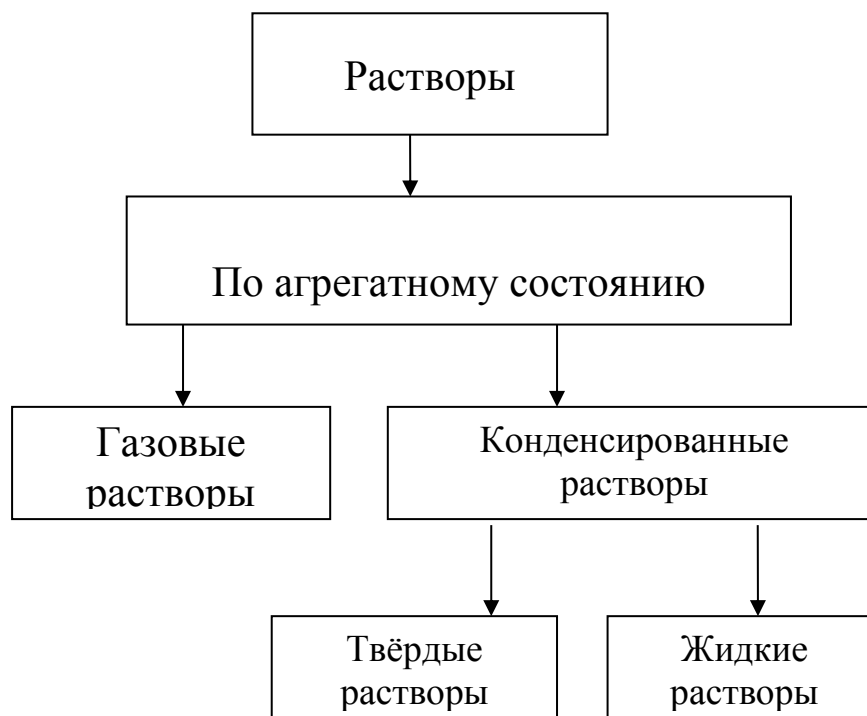 Растворы
По агрегатному состоянию
Газовые
растворы
Конденсированные
растворы
Твёрдые
растворы
Жидкие
растворы